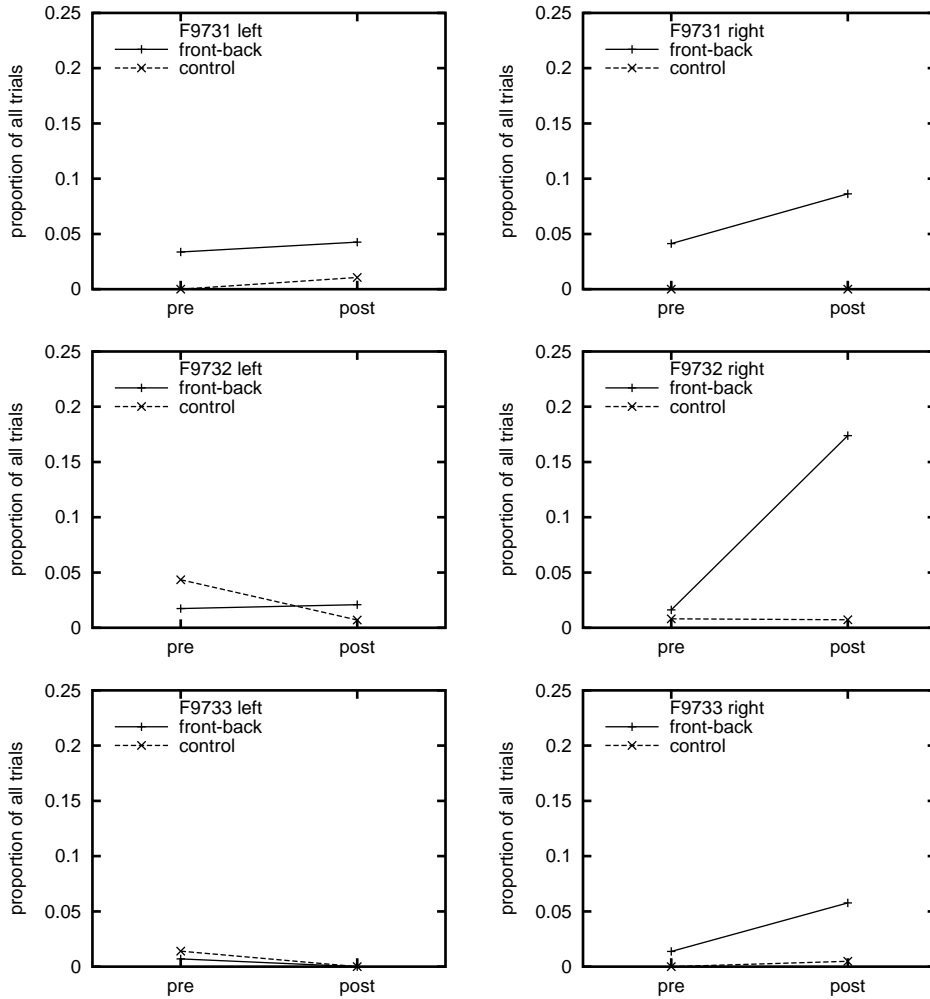 F9731 left
front-back
control
proportion of all trials
0.25
0.2
0.15
0.1
0.05
0
pre post
F9731 right
front-back
control
proportion of all trials
0.25
0.2
0.15
0.1
0.05
0
pre post
F9732 left
front-back
control
proportion of all trials
0.25
0.2
0.15
0.1
0.05
0
pre post
F9732 right
front-back
control
proportion of all trials
0.25
0.2
0.15
0.1
0.05
0
pre post
F9733 left
front-back
control
proportion of all trials
0.25
0.2
0.15
0.1
0.05
0
pre post
F9733 right
front-back
control
proportion of all trials
0.25
0.2
0.15
0.1
0.05
0
pre post